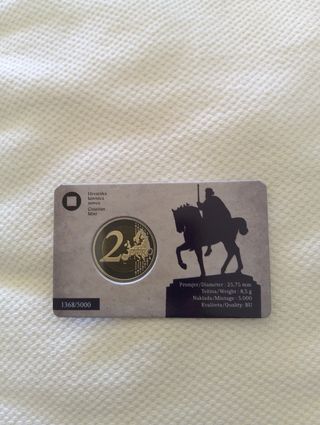 Hrvatska
kovnica
novca
Croatian
Mint
2
1368/5000
Promjer/Diameter: 25,75 mm
Težina/Weight: 8,5 g
Naklada/Mintage: 5.000
Kvaliteta/Quality: BU